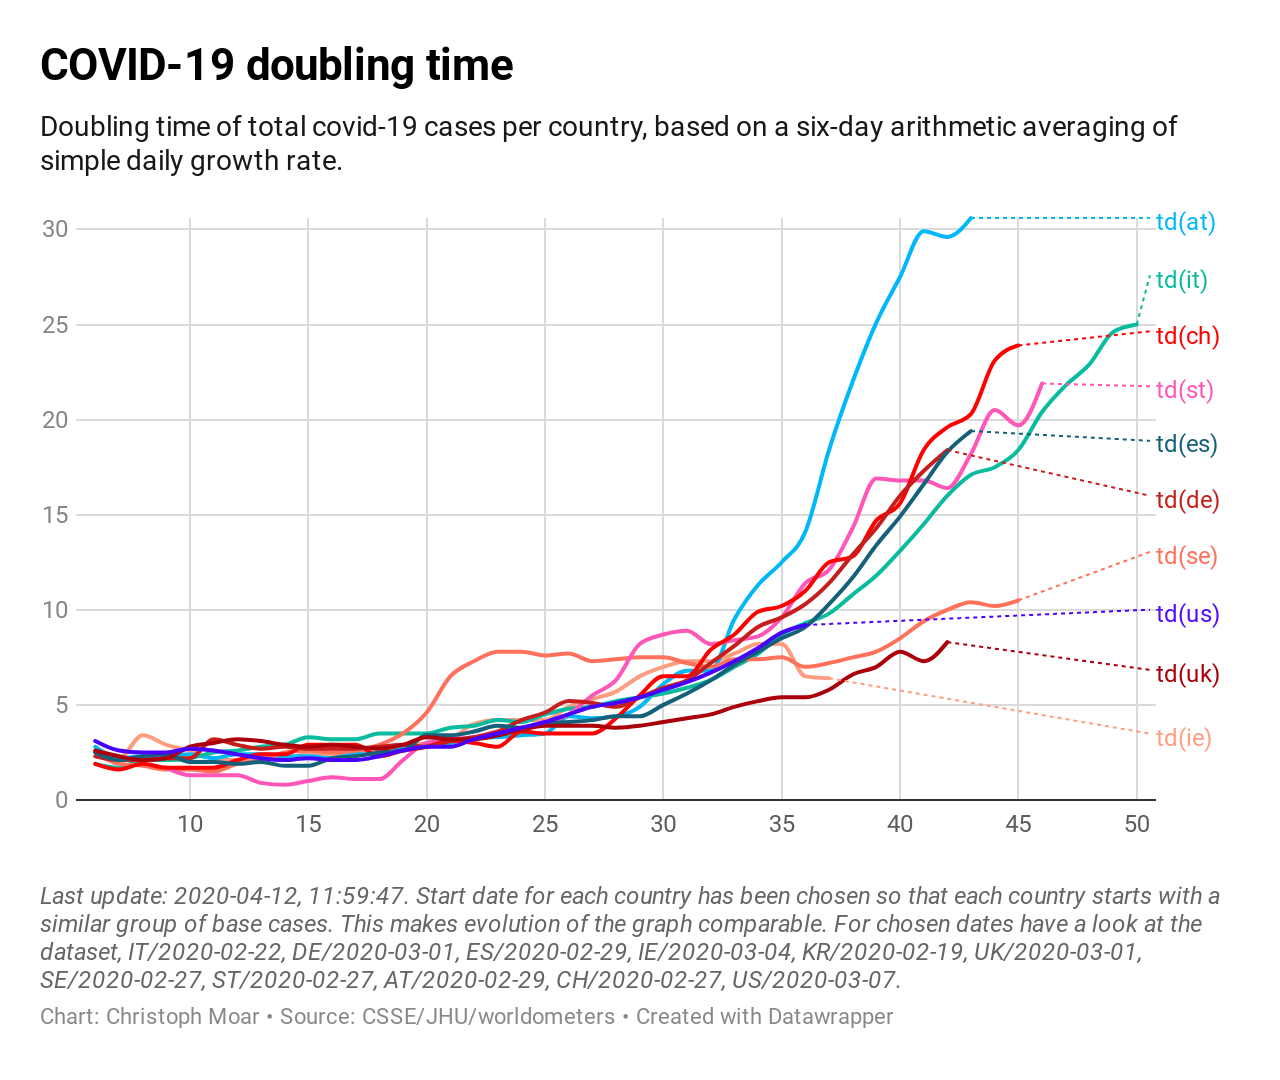 COVID-19 doubling time
Doubling time of total covid-19 cases per country, based on a six-day arithmetic averaging of
simple daily growth rate.
30
25
20
15
10
5
0
td(at)
td(it)
td(ch)
td(st)
td(es)
td(de)
td(se)
td(us)
td(uk)
td(ie)
10 15 20 25 30 35 40 45 50
Last update: 2020-04-12, 11:59:47. Start date for each country has been chosen so that each country starts with a
similar group of base cases. This makes evolution of the graph comparable. For chosen dates have a look at the
dataset, IT/2020-02-22, DE/2020-03-01, ES/2020-02-29, IE/2020-03-04, KR/2020-02-19, UK/2020-03-01,
SE/2020-02-27, ST/2020-02-27, AT/2020-02-29, CH/2020-02-27, US/2020-03-07.
Chart: Christoph Moar • Source: CSSE/JHU/worldometers • Created with Datawrapper